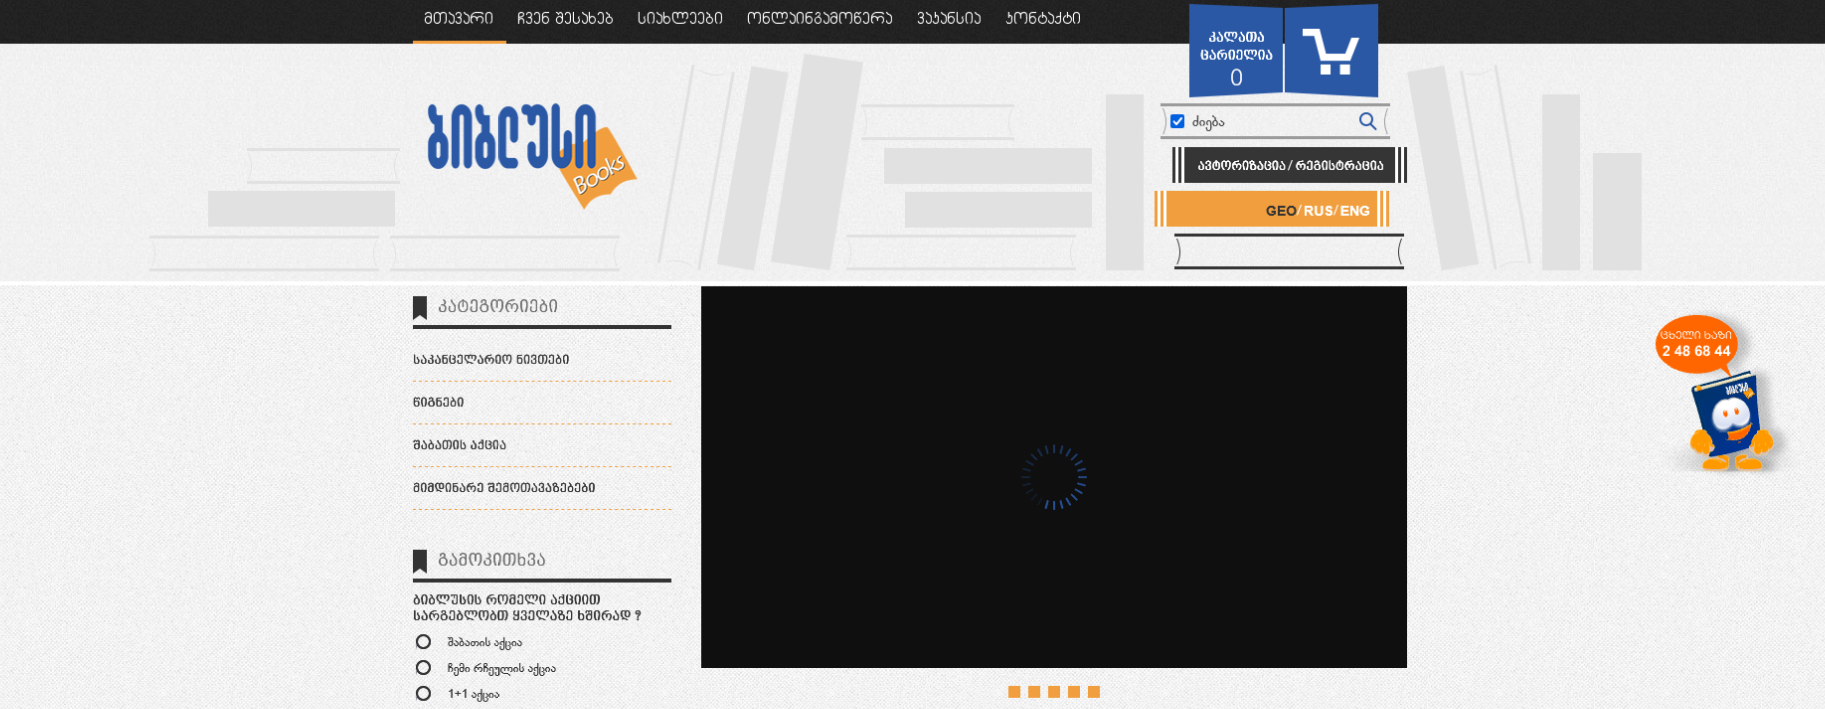 მთავარი ჩვენ შესახებ სიახლეები ონლაინგამოწერა ვაკანსია კონტაქტი
კალათა
ცარიელია
0
ბიბლუსი
Books
ძიება
ავტორიზაცია / რეგისტრაცია
GEO/RUS/ENG
კატეგორიები
საკანცელარიო ნივთები
წიგნები
შაბათის აქცია
მიმდინარე შემოთავაზებები
ცხელი ხაზი
2 48 68 44
ბიბლუსი
გამოკითხვა
ბიბლუსის რომელი აქციით
სარგებლობთ ყველაზე ხშირად ?
შაბათის აქცია
ჩემი რჩეულის აქცია
1+1 აქცია